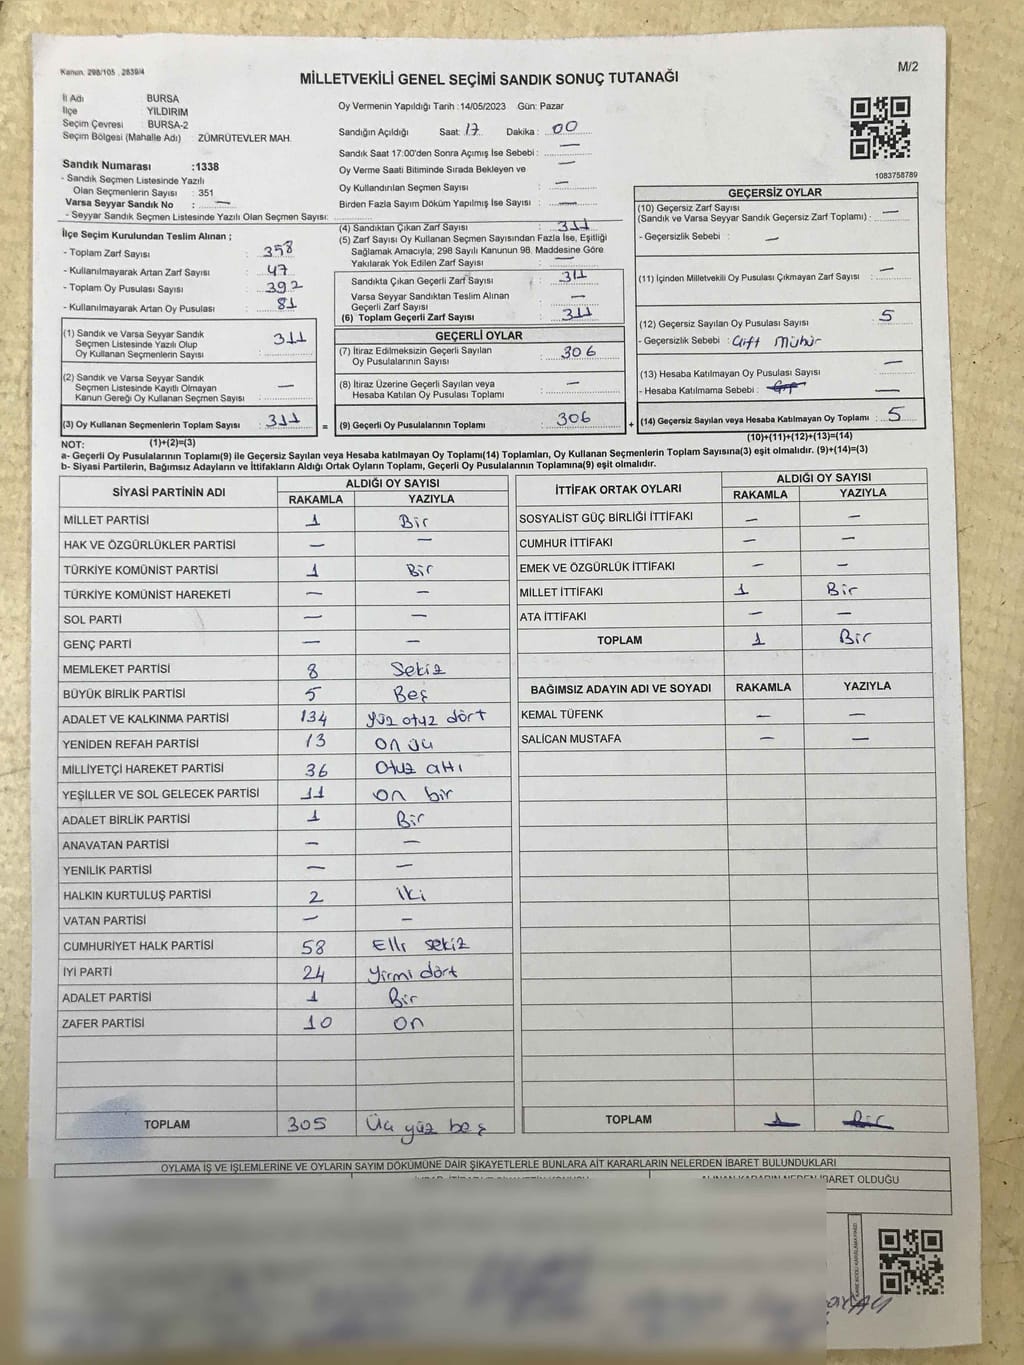 Kanun. 298/105 . 2839/4
MİLLETVEKİLİ GENEL SEÇİMİ SANDIK SONUÇ TUTANAĞI
M/2
İl Adı BURSA
İlçe YILDIRIM
Seçim Çevresi BURSA-2
Seçim Bölgesi (Mahalle Adı) ZÜMRÜTEVLER MAH.
Sandık Numarası :1338
- Sandık Seçmen Listesinde Yazılı
Olan Seçmenlerin Sayısı : 351
Varsa Seyyar Sandık No : —
- Seyyar Sandık Seçmen Listesinde Yazılı Olan Seçmen Sayısı:
Oy Vermenin Yapıldığı Tarih :14/05/2023 Gün: Pazar
Sandığın Açıldığı Saat: 17 Dakika : 00
Sandık Saat 17:00'den Sonra Açımış İse Sebebi : —
Oy Verme Saati Bitiminde Sırada Bekleyen ve —
Oy Kullandırılan Seçmen Sayısı : —
Birden Fazla Sayım Döküm Yapılmış İse Sayısı : —
1083758789
İlçe Seçim Kurulundan Teslim Alınan ;
- Toplam Zarf Sayısı : 358
- Kullanılmayarak Artan Zarf Sayısı : 47
- Toplam Oy Pusulası Sayısı : 392
- Kullanılmayarak Artan Oy Pusulası : 81
(1) Sandık ve Varsa Seyyar Sandık
Seçmen Listesinde Yazılı Olup 311
Oy Kullanan Seçmenlerin Sayısı :
(2) Sandık ve Varsa Seyyar Sandık
Seçmen Listesinde Kayıtlı Olmayan —
Kanun Gereği Oy Kullanan Seçmen Sayısı :
(3) Oy Kullanan Seçmenlerin Toplam Sayısı : 311 =
(4) Sandıktan Çıkan Zarf Sayısı : 311
(5) Zarf Sayısı Oy Kullanan Seçmen Sayısından Fazla İse, Eşitliği
Sağlamak Amacıyla, 298 Sayılı Kanunun 98. Maddesine Göre
Yakılarak Yok Edilen Zarf Sayısı : —
Sandıkta Çıkan Geçerli Zarf Sayısı : 311
Varsa Seyyar Sandıktan Teslim Alınan
Geçerli Zarf Sayısı : —
(6) Toplam Geçerli Zarf Sayısı : 311
GEÇERLİ OYLAR
(7) İtiraz Edilmeksizin Geçerli Sayılan
Oy Pusulalarının Sayısı : 306
(8) İtiraz Üzerine Geçerli Sayılan veya
Hesaba Katılan Oy Pusulası Toplamı : —
(9) Geçerli Oy Pusulalarının Toplamı : 306 +
GEÇERSİZ OYLAR
(10) Geçersiz Zarf Sayısı —
(Sandık ve Varsa Seyyar Sandık Geçersiz Zarf Toplamı) :
- Geçersizlik Sebebi : —
(11) İçinden Milletvekili Oy Pusulası Çıkmayan Zarf Sayısı : —
(12) Geçersiz Sayılan Oy Pusulası Sayısı : 5
- Geçersizlik Sebebi : Çift Mühür
(13) Hesaba Katılmayan Oy Pusulası Sayısı : —
- Hesaba Katılmama Sebebi : —
(14) Geçersiz Sayılan veya Hesaba Katılmayan Oy Toplamı : 5
NOT: (1)+(2)=(3) (10)+(11)+(12)+(13)=(14)
a- Geçerli Oy Pusulalarının Toplamı(9) ile Geçersiz Sayılan veya Hesaba katılmayan Oy Toplamı(14) Toplamları, Oy Kullanan Seçmenlerin Toplam Sayısına(3) eşit olmalıdır. (9)+(14)=(3)
b- Siyasi Partilerin, Bağımsız Adayların ve İttifakların Aldığı Ortak Oyların Toplamı, Geçerli Oy Pusulalarının Toplamına(9) eşit olmalıdır.
SİYASİ PARTİNİN ADI ALDIĞI OY SAYISI
RAKAMLA YAZIYLA
MİLLET PARTİSİ 1 Bir
HAK VE ÖZGÜRLÜKLER PARTİSİ — —
TÜRKİYE KOMÜNİST PARTİSİ 1 Bir
TÜRKİYE KOMÜNİST HAREKETİ — —
SOL PARTİ — —
GENÇ PARTİ — —
MEMLEKET PARTİSİ 8 Sekiz
BÜYÜK BİRLİK PARTİSİ 5 Beş
ADALET VE KALKINMA PARTİSİ 134 yüz otuz dört
YENİDEN REFAH PARTİSİ 13 on üç
MİLLİYETÇİ HAREKET PARTİSİ 36 Otuz altı
YEŞİLLER VE SOL GELECEK PARTİSİ 11 on bir
ADALET BİRLİK PARTİSİ 1 Bir
ANAVATAN PARTİSİ — —
YENİLİK PARTİSİ — —
HALKIN KURTULUŞ PARTİSİ 2 iki
VATAN PARTİSİ — —
CUMHURİYET HALK PARTİSİ 58 Elli sekiz
İYİ PARTİ 24 yirmi dört
ADALET PARTİSİ 1 Bir
ZAFER PARTİSİ 10 on
TOPLAM 305 Üç yüz beş
İTTİFAK ORTAK OYLARI ALDIĞI OY SAYISI
RAKAMLA YAZIYLA
SOSYALİST GÜÇ BİRLİĞİ İTTİFAKI — —
CUMHUR İTTİFAKI — —
EMEK VE ÖZGÜRLÜK İTTİFAKI — —
MİLLET İTTİFAKI 1 Bir
ATA İTTİFAKI — —
TOPLAM 1 Bir
BAĞIMSIZ ADAYIN ADI VE SOYADI RAKAMLA YAZIYLA
KEMAL TÜFENK — —
SALİCAN MUSTAFA — —
TOPLAM 1 Bir
OYLAMA İŞ VE İŞLEMLERİNE VE OYLARIN SAYIM DÖKÜMÜNE DAİR ŞİKAYETLERLE BUNLARA AİT KARARLARIN NELERDEN İBARET BULUNDUKLARI
ALINAN KARARIN NEDEN İBARET OLDUĞU